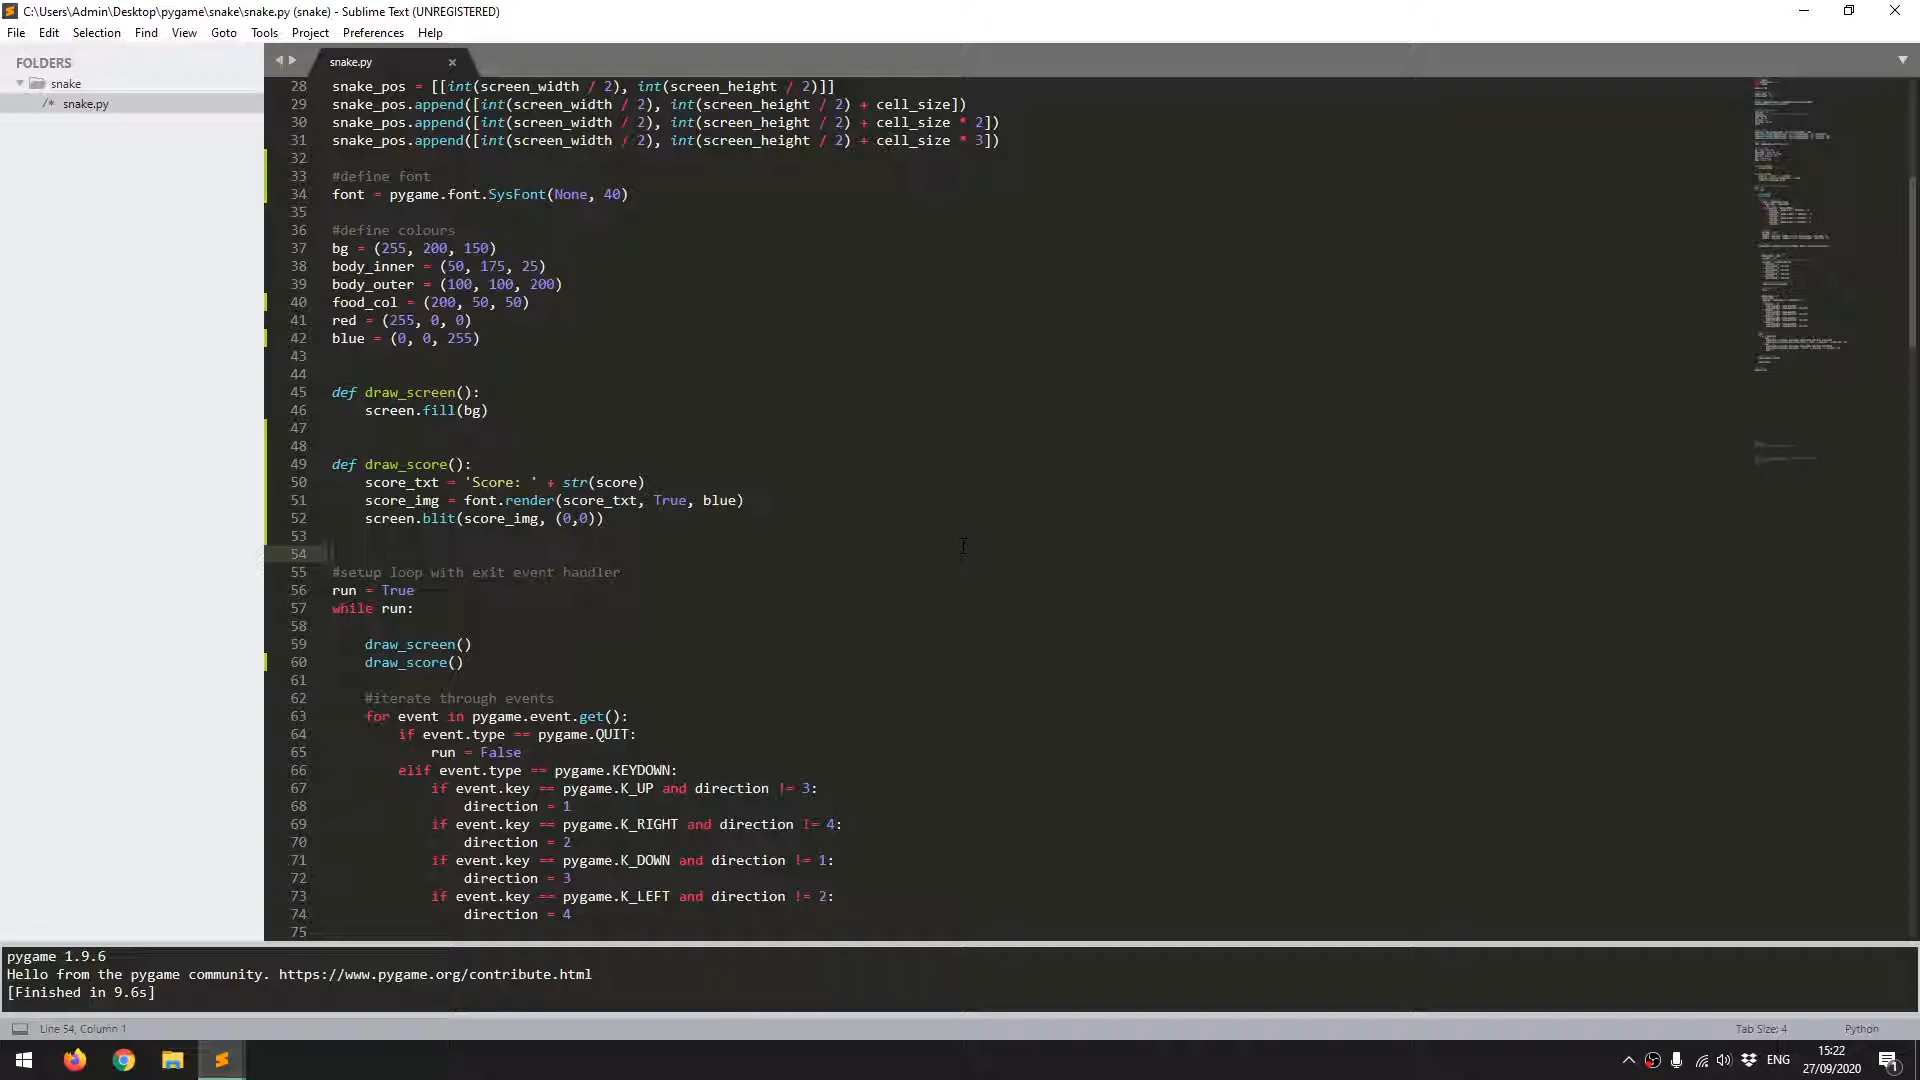 C:\Users\Admin\Desktop\pygame\snake\snake.py (snake) - Sublime Text (UNREGISTERED)
File Edit Selection Find View Goto Tools Project Preferences Help
FOLDERS
snake
/* snake.py
snake.py
28 snake_pos = [[int(screen_width / 2), int(screen_height / 2)]]
29 snake_pos.append([int(screen_width / 2), int(screen_height / 2) + cell_size])
30 snake_pos.append([int(screen_width / 2), int(screen_height / 2) + cell_size * 2])
31 snake_pos.append([int(screen_width / 2), int(screen_height / 2) + cell_size * 3])
32
33 #define font
34 font = pygame.font.SysFont(None, 40)
35
36 #define colours
37 bg = (255, 200, 150)
38 body_inner = (50, 175, 25)
39 body_outer = (100, 100, 200)
40 food_col = (200, 50, 50)
41 red = (255, 0, 0)
42 blue = (0, 0, 255)
43
44
45 def draw_screen():
46 screen.fill(bg)
47
48
49 def draw_score():
50 score_txt = 'Score: ' + str(score)
51 score_img = font.render(score_txt, True, blue)
52 screen.blit(score_img, (0,0))
53
54
55 #setup loop with exit event handler
56 run = True
57 while run:
58
59 draw_screen()
60 draw_score()
61
62 #iterate through events
63 for event in pygame.event.get():
64 if event.type == pygame.QUIT:
65 run = False
66 elif event.type == pygame.KEYDOWN:
67 if event.key == pygame.K_UP and direction != 3:
68 direction = 1
69 if event.key == pygame.K_RIGHT and direction != 4:
70 direction = 2
71 if event.key == pygame.K_DOWN and direction != 1:
72 direction = 3
73 if event.key == pygame.K_LEFT and direction != 2:
74 direction = 4
75
pygame 1.9.6
Hello from the pygame community. https://www.pygame.org/contribute.html
[Finished in 9.6s]
Line 54, Column 1 Tab Size: 4 Python
ENG 15:22
27/09/2020
1